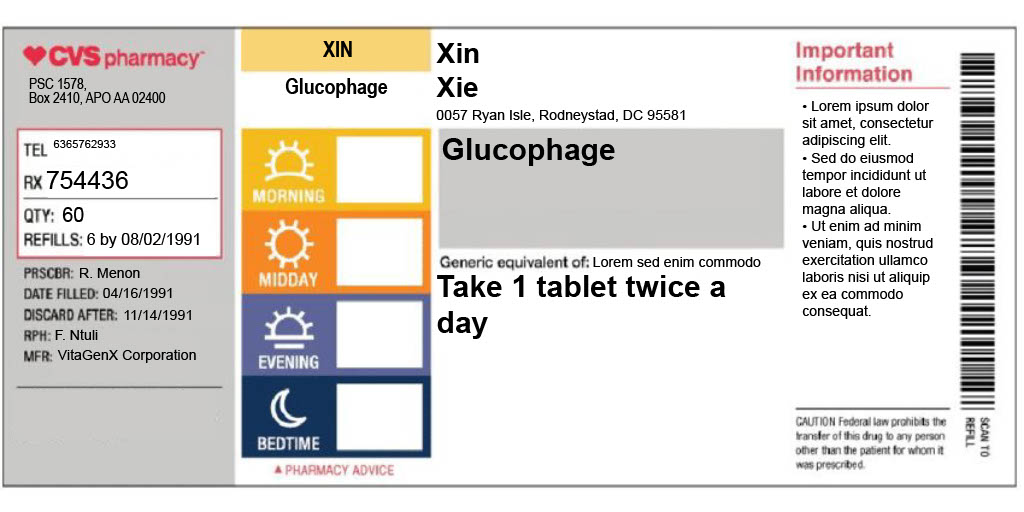 CVS pharmacy
PSC 1578,
Box 2410, APO AA 02400
TEL 6365762933
RX 754436
QTY: 60
REFILLS: 6 by 08/02/1991
PRSCBR: R. Menon
DATE FILLED: 04/16/1991
DISCARD AFTER: 11/14/1991
RPH: F. Ntuli
MFR: VitaGenX Corporation
XIN
Glucophage
MORNING
MIDDAY
EVENING
BEDTIME
▲ PHARMACY ADVICE
Xin
Xie
0057 Ryan Isle, Rodneystad, DC 95581
Glucophage
Generic equivalent of: Lorem sed enim commodo
Take 1 tablet twice a
day
Important
Information
• Lorem ipsum dolor
sit amet, consectetur
adipiscing elit.
• Sed do eiusmod
tempor incididunt ut
labore et dolore
magna aliqua.
• Ut enim ad minim
veniam, quis nostrud
exercitation ullamco
laboris nisi ut aliquip
ex ea commodo
consequat.
CAUTION Federal law prohibits the
transfer of this drug to any person
other than the patient for whom it
was prescribed.
SCAN TO
REFILL